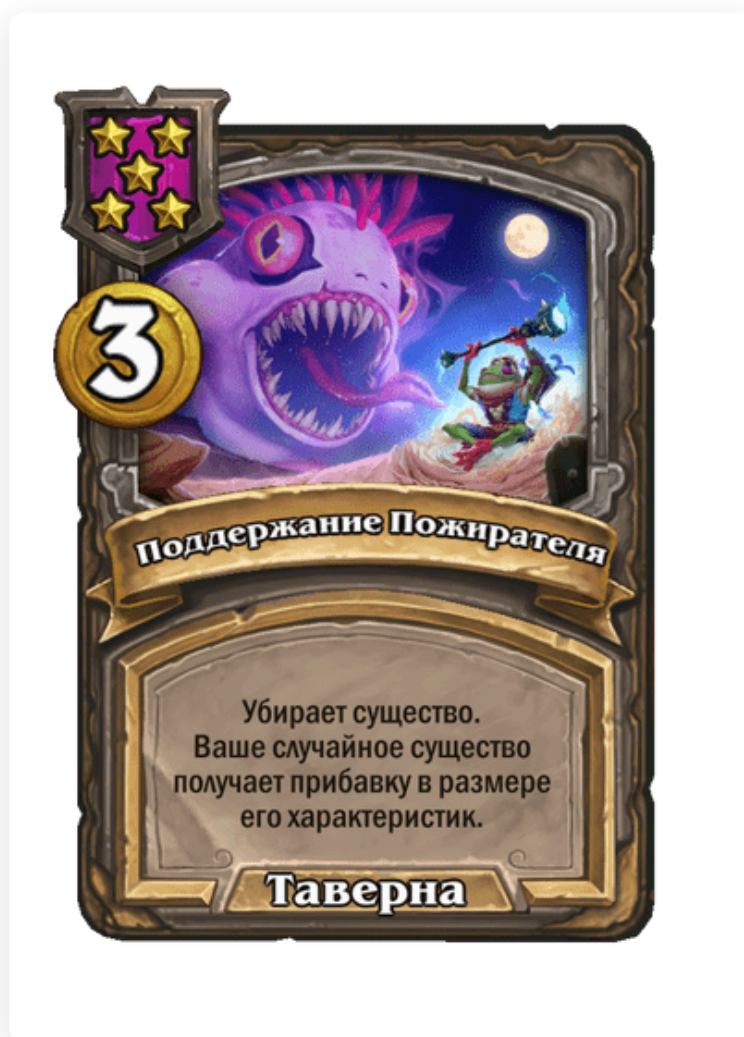 3
Поддержание Пожирателя
Убирает существо.
Ваше случайное существо
получает прибавку в размере
его характеристик.
Таверна